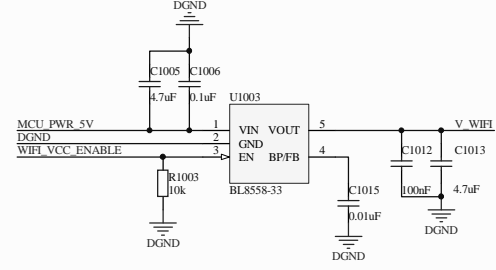 DGND
C1005
C1006
4.7uF
0.1uF
U1003
MCU_PWR_5V
1
VIN
VOUT
5
V_WIFI
DGND
2
GND
WIFI_VCC_ENABLE
3
EN
BP/FB
4
C1012
C1013
R1003
10k
BL8558-33
C1015
100nF
4.7uF
0.01uF
DGND
DGND
DGND